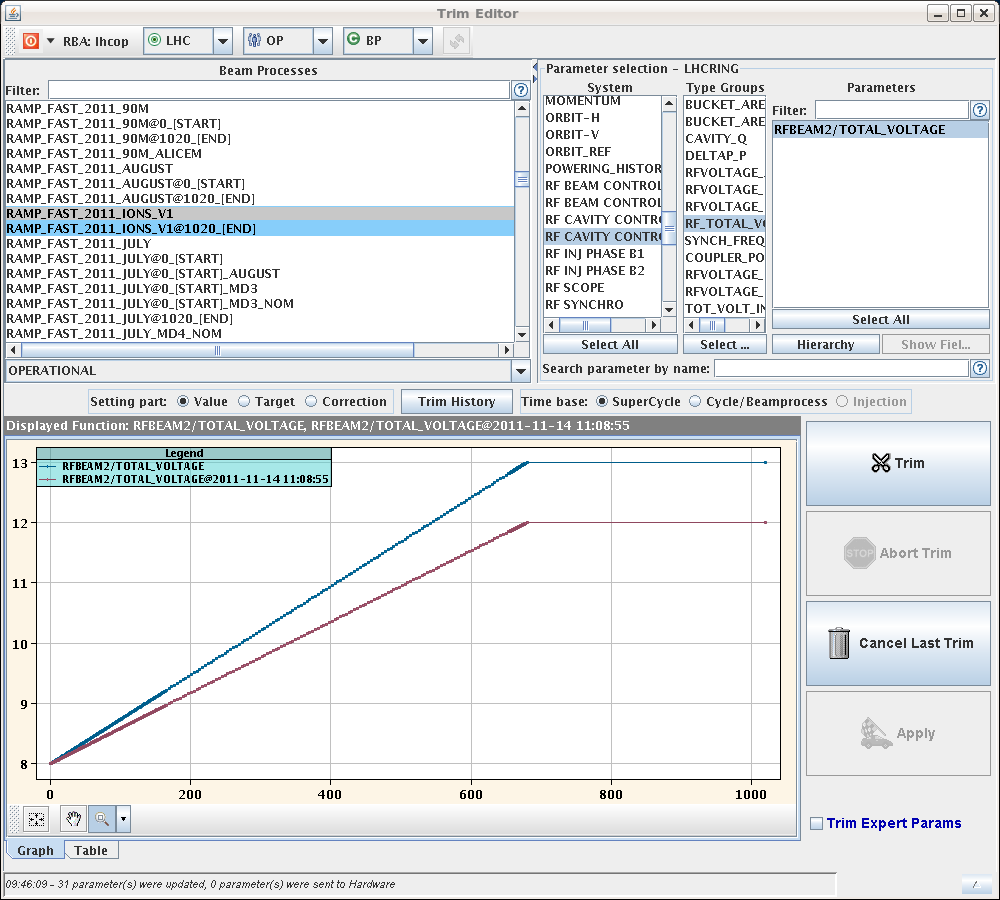 Trim Editor
RBA: lhcop
LHC
OP
BP
Beam Processes
Filter:
RAMP_FAST_2011_90M
RAMP_FAST_2011_90M@0_[START]
RAMP_FAST_2011_90M@1020_[END]
RAMP_FAST_2011_90M_ALICEM
RAMP_FAST_2011_AUGUST
RAMP_FAST_2011_AUGUST@0_[START]
RAMP_FAST_2011_AUGUST@1020_[END]
RAMP_FAST_2011_IONS_V1
RAMP_FAST_2011_IONS_V1@1020_[END]
RAMP_FAST_2011_JULY
RAMP_FAST_2011_JULY@0_[START]
RAMP_FAST_2011_JULY@0_[START]_AUGUST
RAMP_FAST_2011_JULY@0_[START]_MD3
RAMP_FAST_2011_JULY@0_[START]_MD3_NOM
RAMP_FAST_2011_JULY@1020_[END]
RAMP_FAST_2011_JULY_MD4_NOM
OPERATIONAL
Parameter selection - LHCRING
System
MOMENTUM
ORBIT-H
ORBIT-V
ORBIT_REF
POWERING_HISTOR
RF BEAM CONTROL
RF BEAM CONTROL
RF CAVITY CONTRO
RF CAVITY CONTRO
RF INJ PHASE B1
RF INJ PHASE B2
RF SCOPE
RF SYNCHRO
Select All
Type Groups
BUCKET_ARE
BUCKET_ARE
CAVITY_Q
DELTAP_P
RFVOLTAGE_
RFVOLTAGE_
RFVOLTAGE_
RF_TOTAL_VO
SYNCH_FREQ
COUPLER_PO
RFVOLTAGE_
RFVOLTAGE_
TOT_VOLT_IN
Select ...
Parameters
Filter:
RFBEAM2/TOTAL_VOLTAGE
Select All
Hierarchy
Show Fiel...
Search parameter by name:
Setting part: Value Target Correction
Trim History
Time base: SuperCycle Cycle/Beamprocess Injection
Displayed Function: RFBEAM2/TOTAL_VOLTAGE, RFBEAM2/TOTAL_VOLTAGE@2011-11-14 11:08:55
Legend
RFBEAM2/TOTAL_VOLTAGE
RFBEAM2/TOTAL_VOLTAGE@2011-11-14 11:08:55
13
12
11
10
9
8
0 200 400 600 800 1000
Graph
Table
Trim
STOP
Abort Trim
Cancel Last Trim
Apply
Trim Expert Params
09:46:09 - 31 parameter(s) were updated, 0 parameter(s) were sent to Hardware